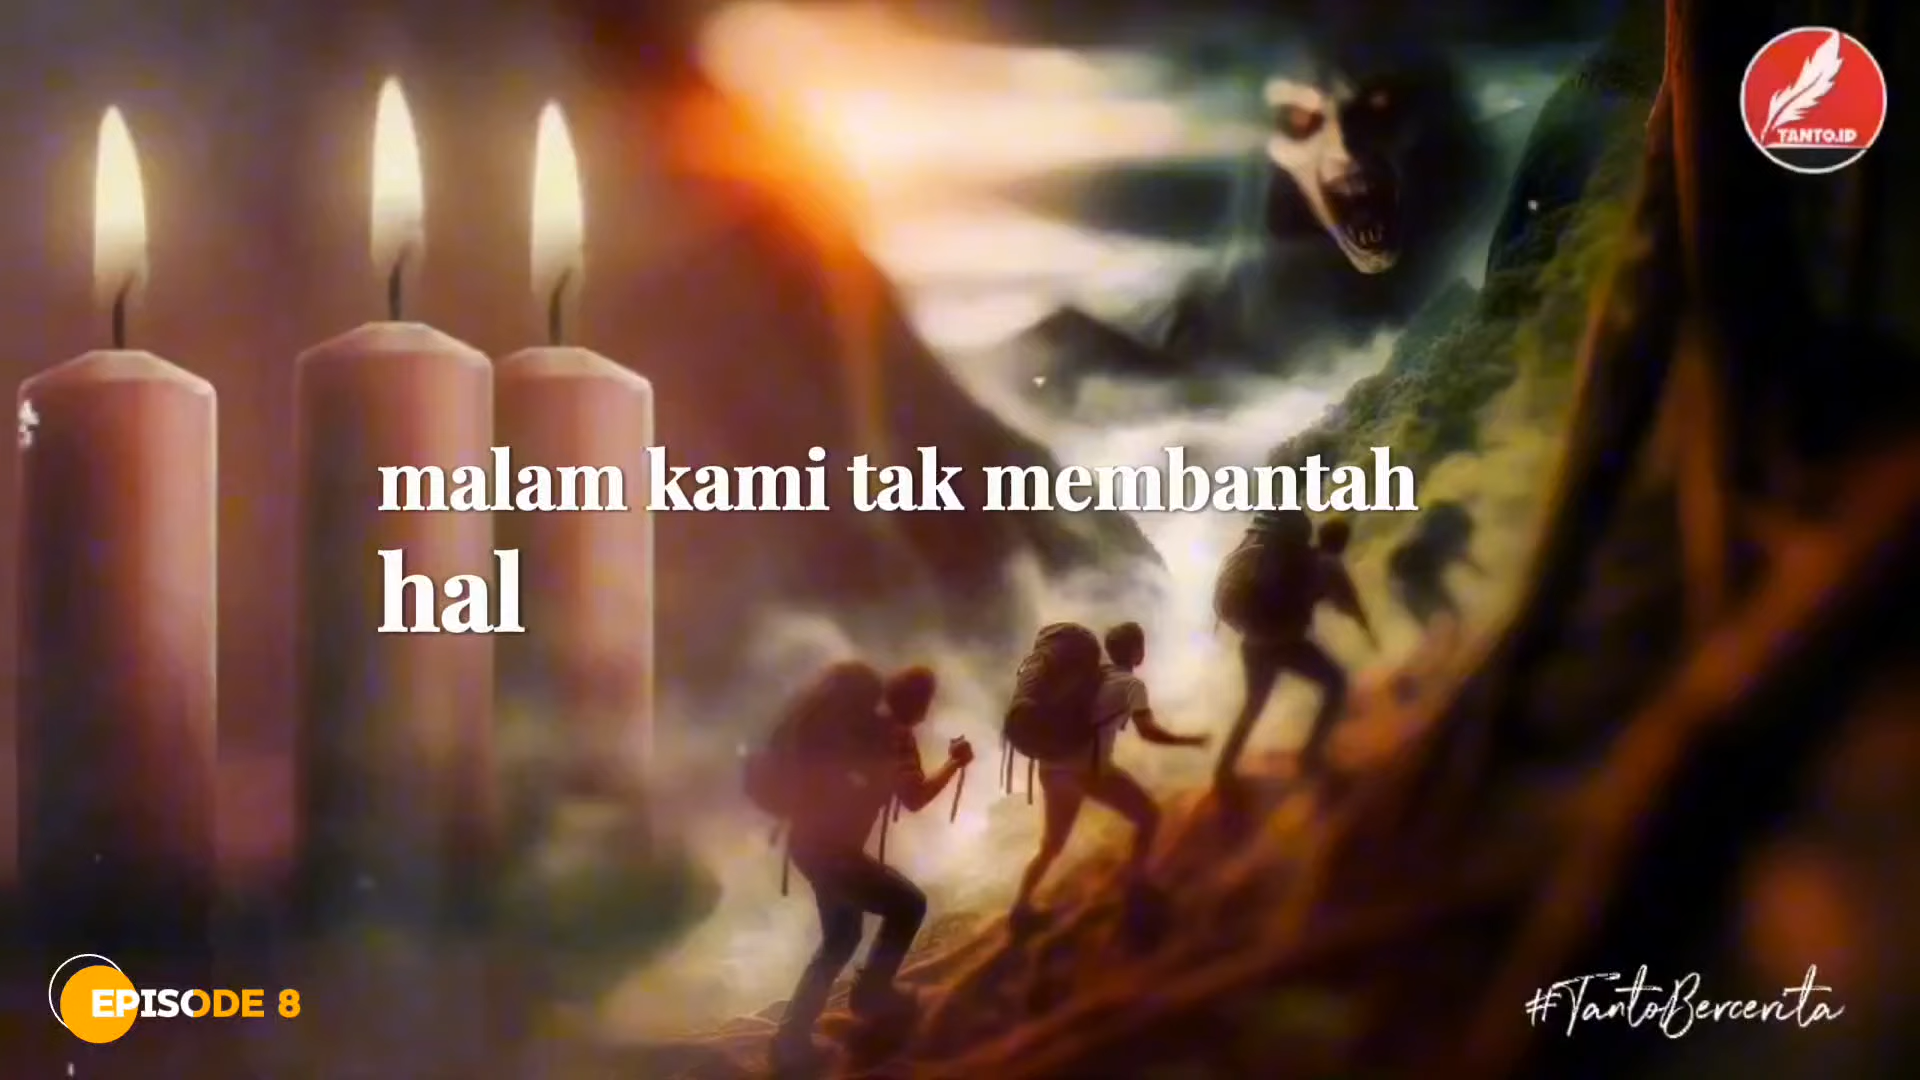 TANTO.ID
malam kami tak membantah
hal
EPISODE 8
#TantoBercerita